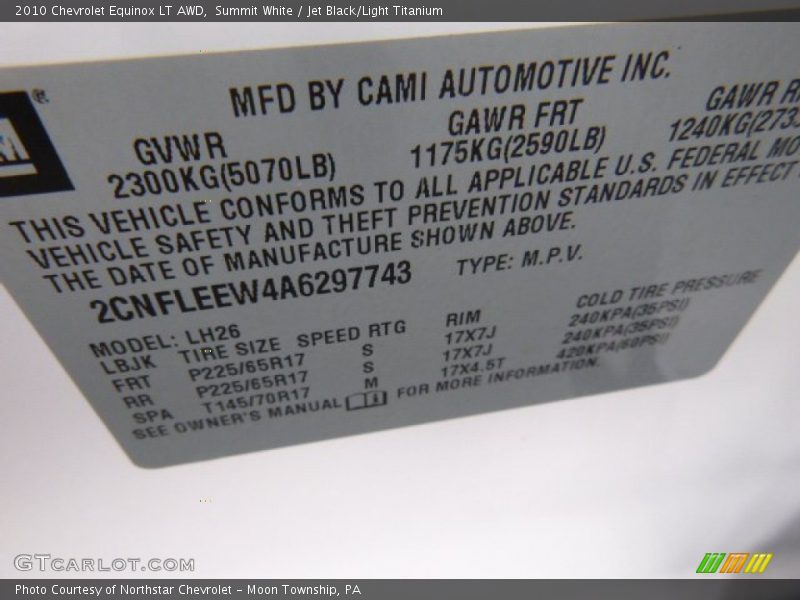 2010 Chevrolet Equinox LT AWD, Summit White / Jet Black/Light Titanium
®
MFD BY CAMI AUTOMOTIVE INC.
GVWR GAWR FRT GAWR
2300KG(5070LB) 1175KG(2590LB) 1240KG(273
THIS VEHICLE CONFORMS TO ALL APPLICABLE U.S. FEDERAL
VEHICLE SAFETY AND THEFT PREVENTION STANDARDS IN EFFECT
THE DATE OF MANUFACTURE SHOWN ABOVE.
2CNFLEEW4A6297743 TYPE: M.P.V.
MODEL: LH26
LBJK TIRE SIZE SPEED RTG RIM COLD TIRE PRESSURE
FRT P225/65R17 S 17X7J 240KPA(35PSI)
RR P225/65R17 S 17X7J 240KPA(35PSI)
SPA T145/70R17 M 17X4.5T 420KPA(60PSI)
SEE OWNER'S MANUAL FOR MORE INFORMATION.
GTCARLOT.COM
Photo Courtesy of Northstar Chevrolet - Moon Township, PA